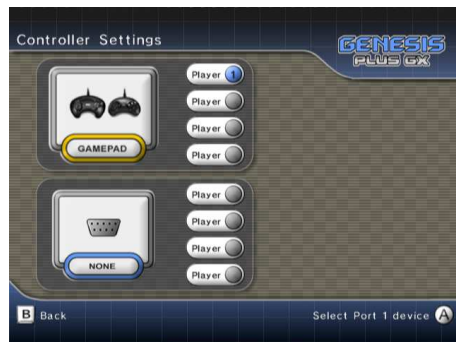 Controller Settings
GENESIS
PLUS GX
Player 1
Player
Player
Player
GAMEPAD
Player
Player
Player
Player
NONE
B Back
Select Port 1 device A